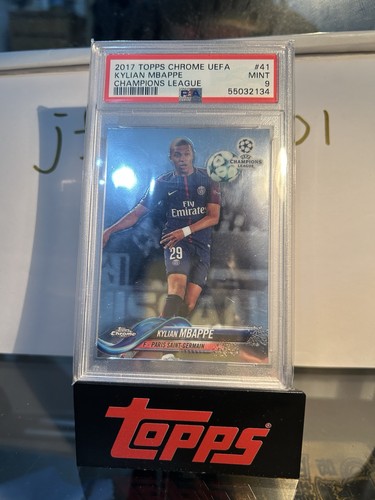 2017 TOPPS CHROME UEFA #41
KYLIAN MBAPPE MINT
CHAMPIONS LEAGUE 9
PSA 55032134
CHAMPIONS
LEAGUE
Fly
Emirates
29
Topps
Chrome
KYLIAN MBAPPE
F - PARIS SAINT-GERMAIN
TOPPS